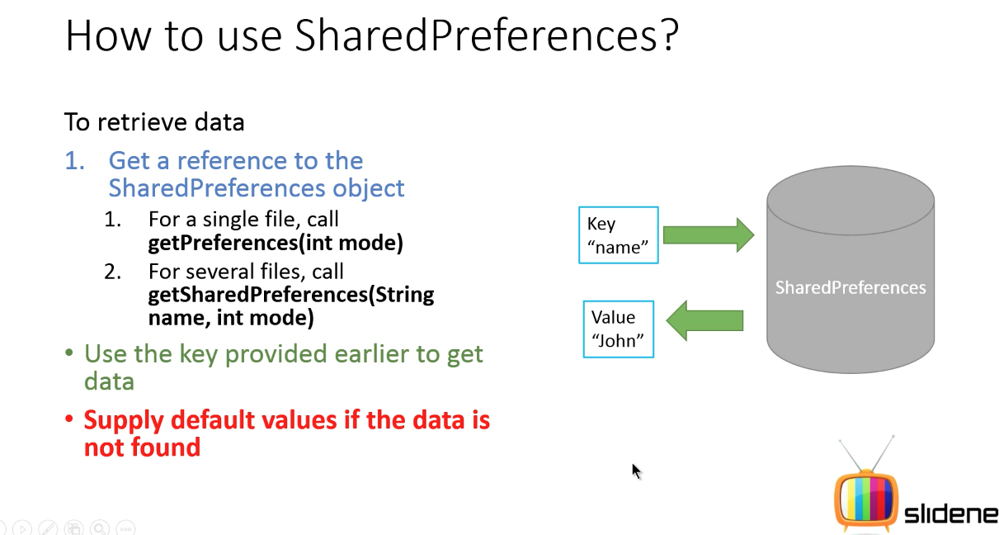 How to use SharedPreferences?
To retrieve data
1. Get a reference to the
SharedPreferences object
1. For a single file, call
getPreferences(int mode)
2. For several files, call
getSharedPreferences(String
name, int mode)
• Use the key provided earlier to get
data
• Supply default values if the data is
not found
Key
“name”
Value
“John”
SharedPreferences
slidene